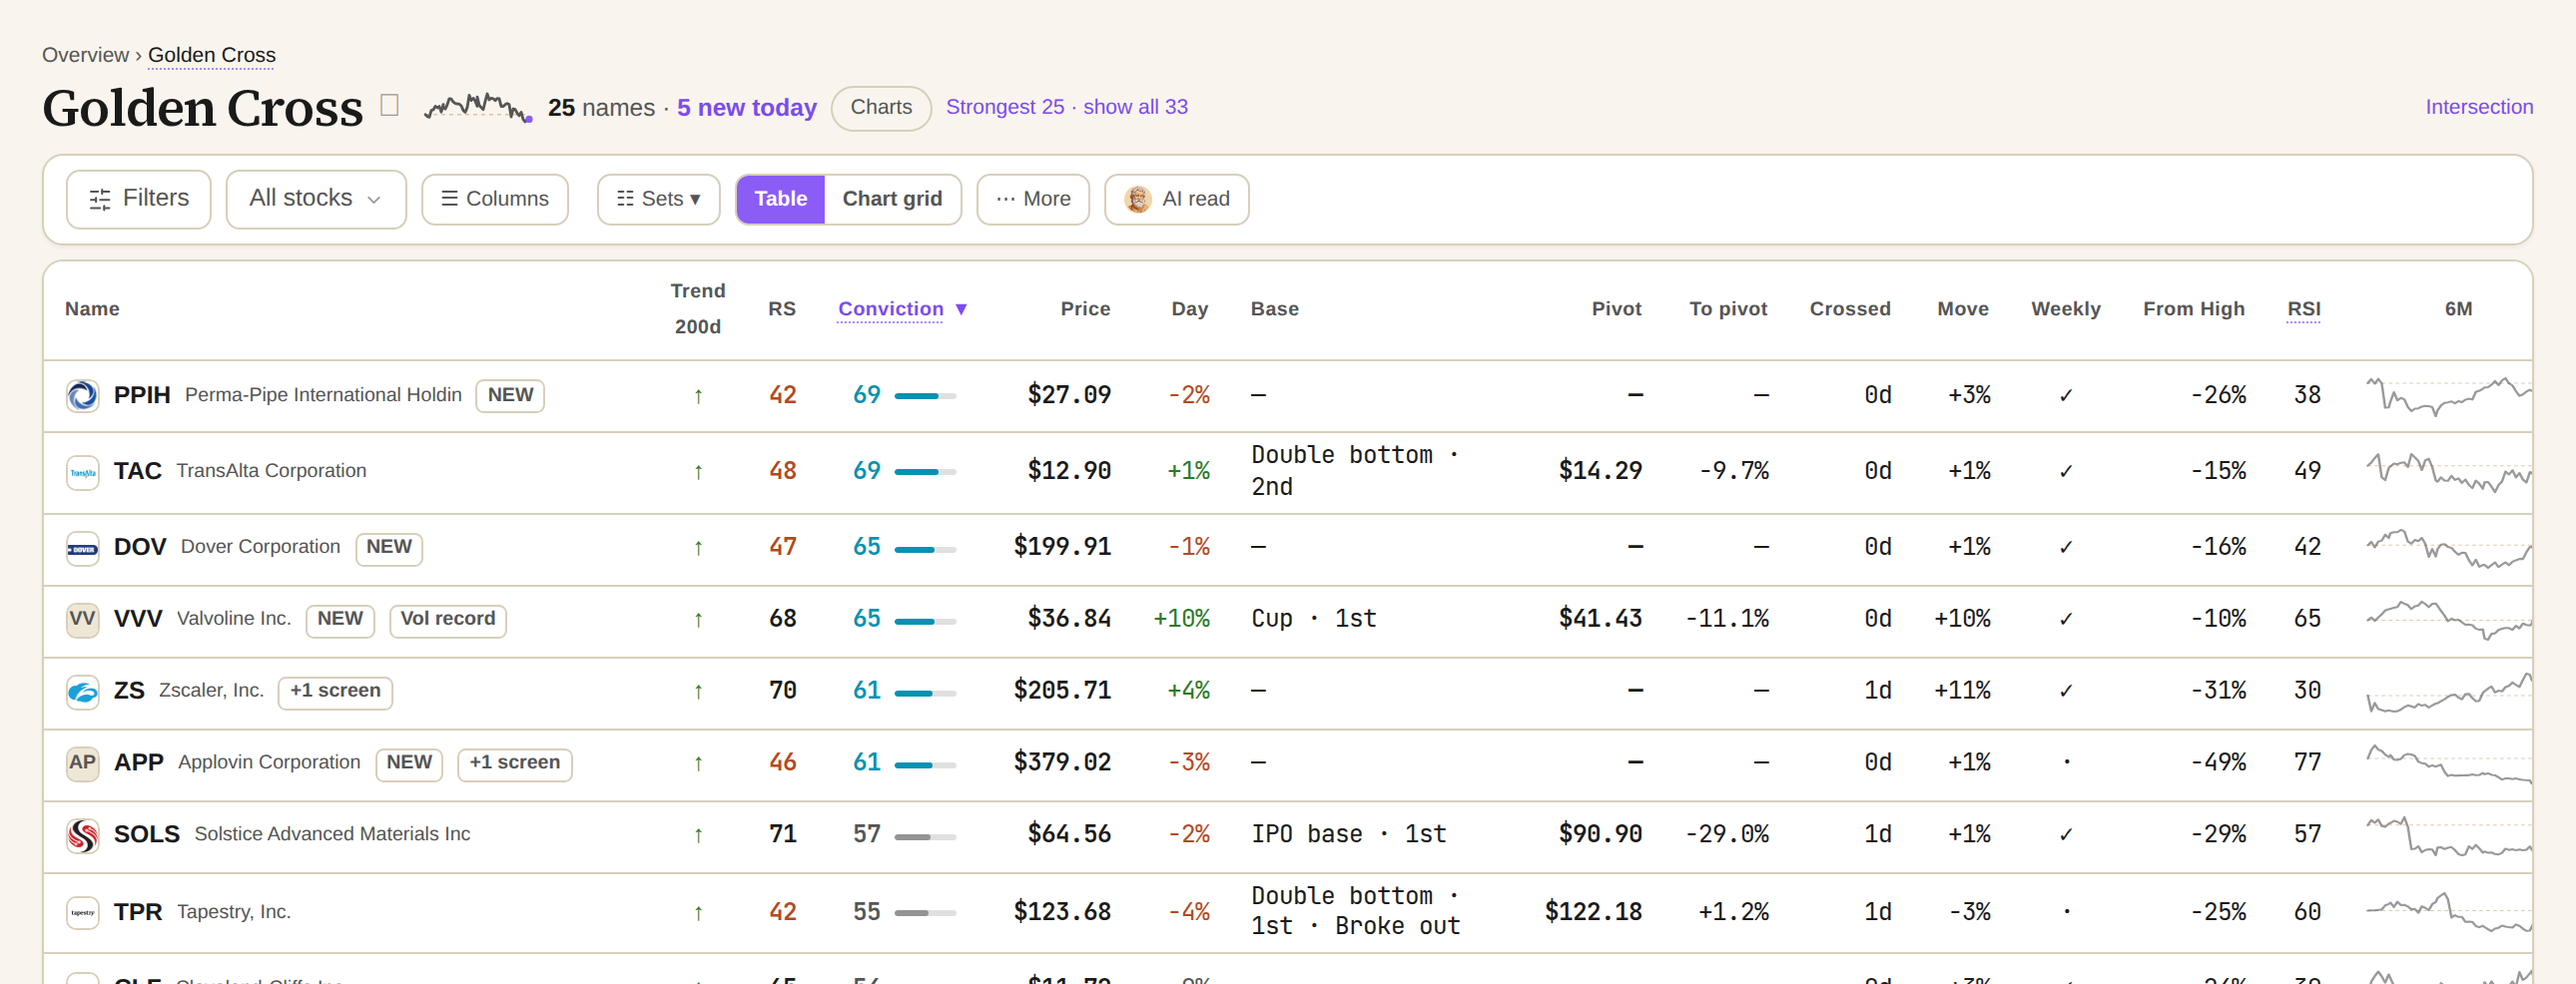 Overview › Golden Cross
Golden Cross 25 names · 5 new today Charts Strongest 25 · show all 33 Intersection
Filters All stocks Columns Sets ▾ Table Chart grid ··· More AI read
Name Trend 200d RS Conviction ▼ Price Day Base Pivot To pivot Crossed Move Weekly From High RSI 6M
PPIH Perma-Pipe International Holdin NEW ↑ 42 69 $27.09 -2% — — — 0d +3% ✓ -26% 38
TransAlta TAC TransAlta Corporation ↑ 48 69 $12.90 +1% Double bottom · 2nd $14.29 -9.7% 0d +1% ✓ -15% 49
DOVER DOV Dover Corporation NEW ↑ 47 65 $199.91 -1% — — — 0d +1% ✓ -16% 42
VV VVV Valvoline Inc. NEW Vol record ↑ 68 65 $36.84 +10% Cup · 1st $41.43 -11.1% 0d +10% ✓ -10% 65
ZS Zscaler, Inc. +1 screen ↑ 70 61 $205.71 +4% — — — 1d +11% ✓ -31% 30
AP APP Applovin Corporation NEW +1 screen ↑ 46 61 $379.02 -3% — — — 0d +1% · -49% 77
SOLS Solstice Advanced Materials Inc ↑ 71 57 $64.56 -2% IPO base · 1st $90.90 -29.0% 1d +1% ✓ -29% 57
tapestry TPR Tapestry, Inc. ↑ 42 55 $123.68 -4% Double bottom · 1st · Broke out $122.18 +1.2% 1d -3% · -25% 60